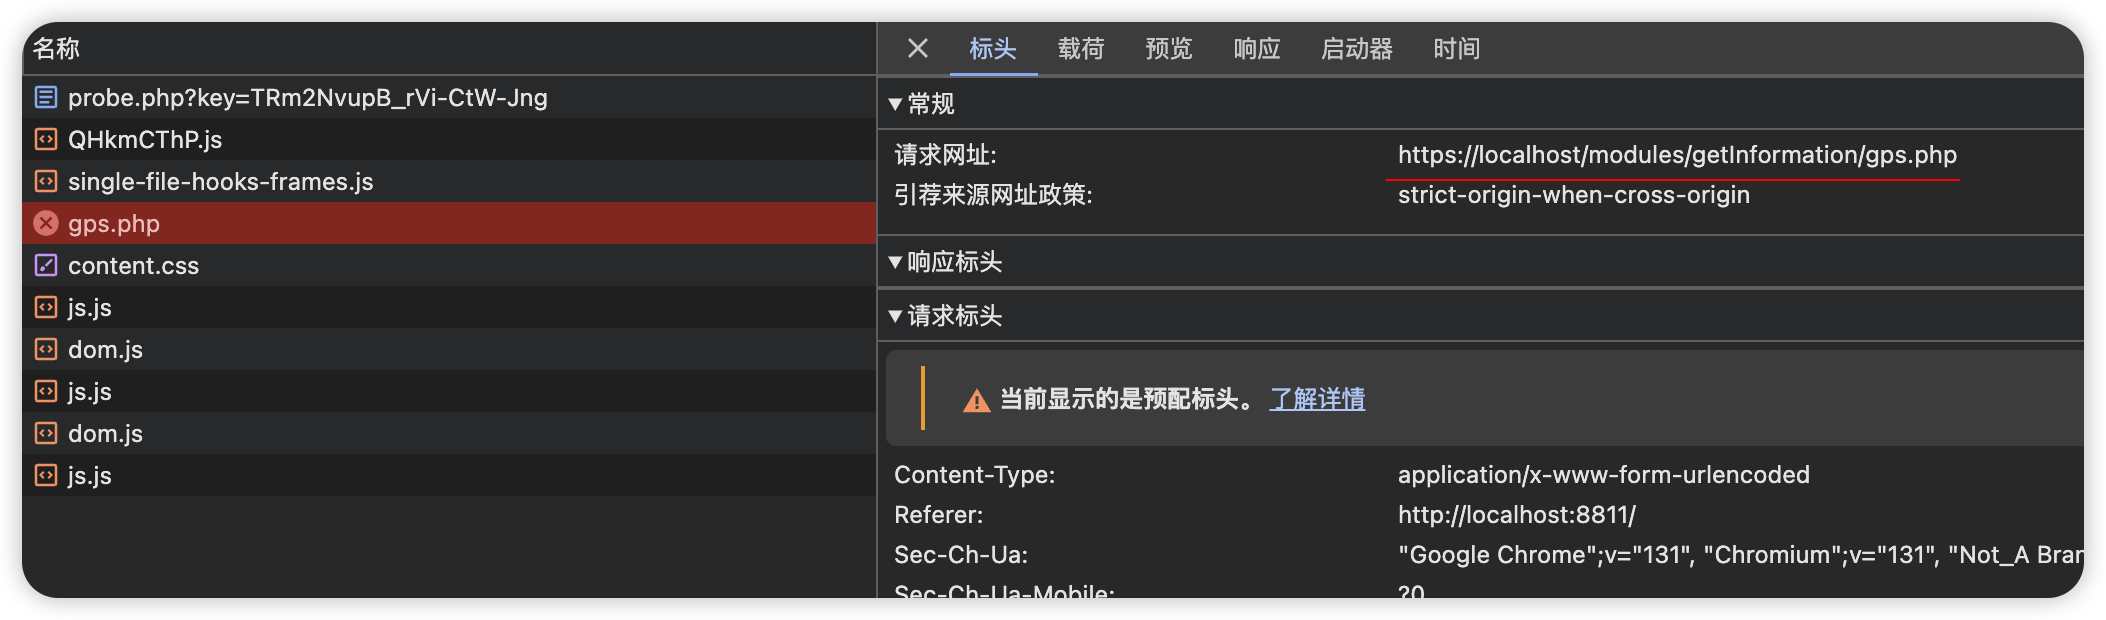 名称
probe.php?key=TRm2NvupB_rVi-CtW-Jng
QHkmCThP.js
single-file-hooks-frames.js
gps.php
content.css
js.js
dom.js
js.js
dom.js
js.js
标头 载荷 预览 响应 启动器 时间
常规
请求网址: https://localhost/modules/getInformation/gps.php
引荐来源网址政策: strict-origin-when-cross-origin
响应标头
请求标头
当前显示的是预配标头。 了解详情
Content-Type: application/x-www-form-urlencoded
Referer: http://localhost:8811/
Sec-Ch-Ua: "Google Chrome";v="131", "Chromium";v="131", "Not_A Bran
Sec-Ch-Ua-Mobile: ?0